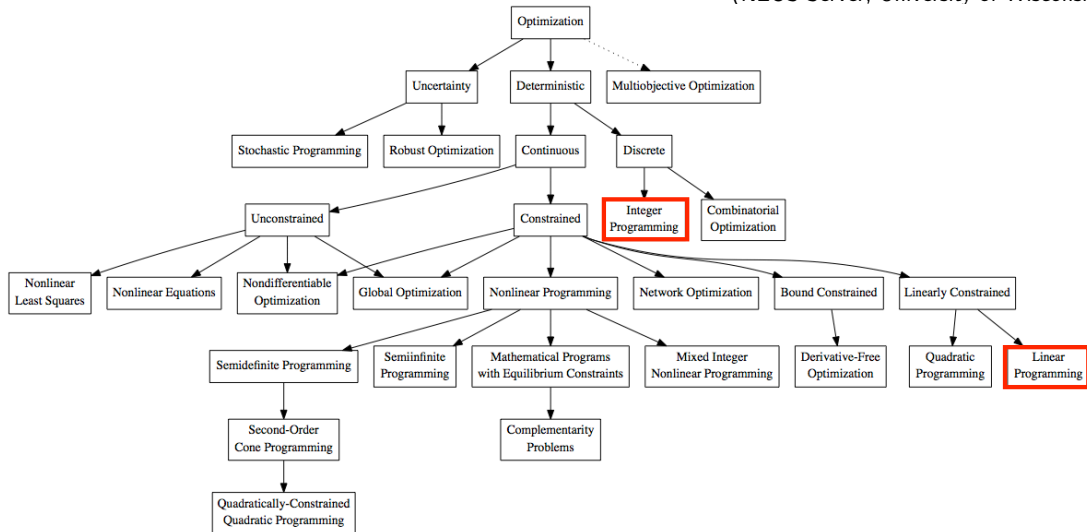 Optimization
Uncertainty
Deterministic
Multiobjective Optimization
Stochastic Programming
Robust Optimization
Continuous
Discrete
Unconstrained
Constrained
Integer
Programming
Combinatorial
Optimization
Nonlinear
Least Squares
Nonlinear Equations
Nondifferentiable
Optimization
Global Optimization
Nonlinear Programming
Network Optimization
Bound Constrained
Linearly Constrained
Semidefinite Programming
Semiinfinite
Programming
Mathematical Programs
with Equilibrium Constraints
Mixed Integer
Nonlinear Programming
Derivative-Free
Optimization
Quadratic
Programming
Linear
Programming
Second-Order
Cone Programming
Complementarity
Problems
Quadratically-Constrained
Quadratic Programming